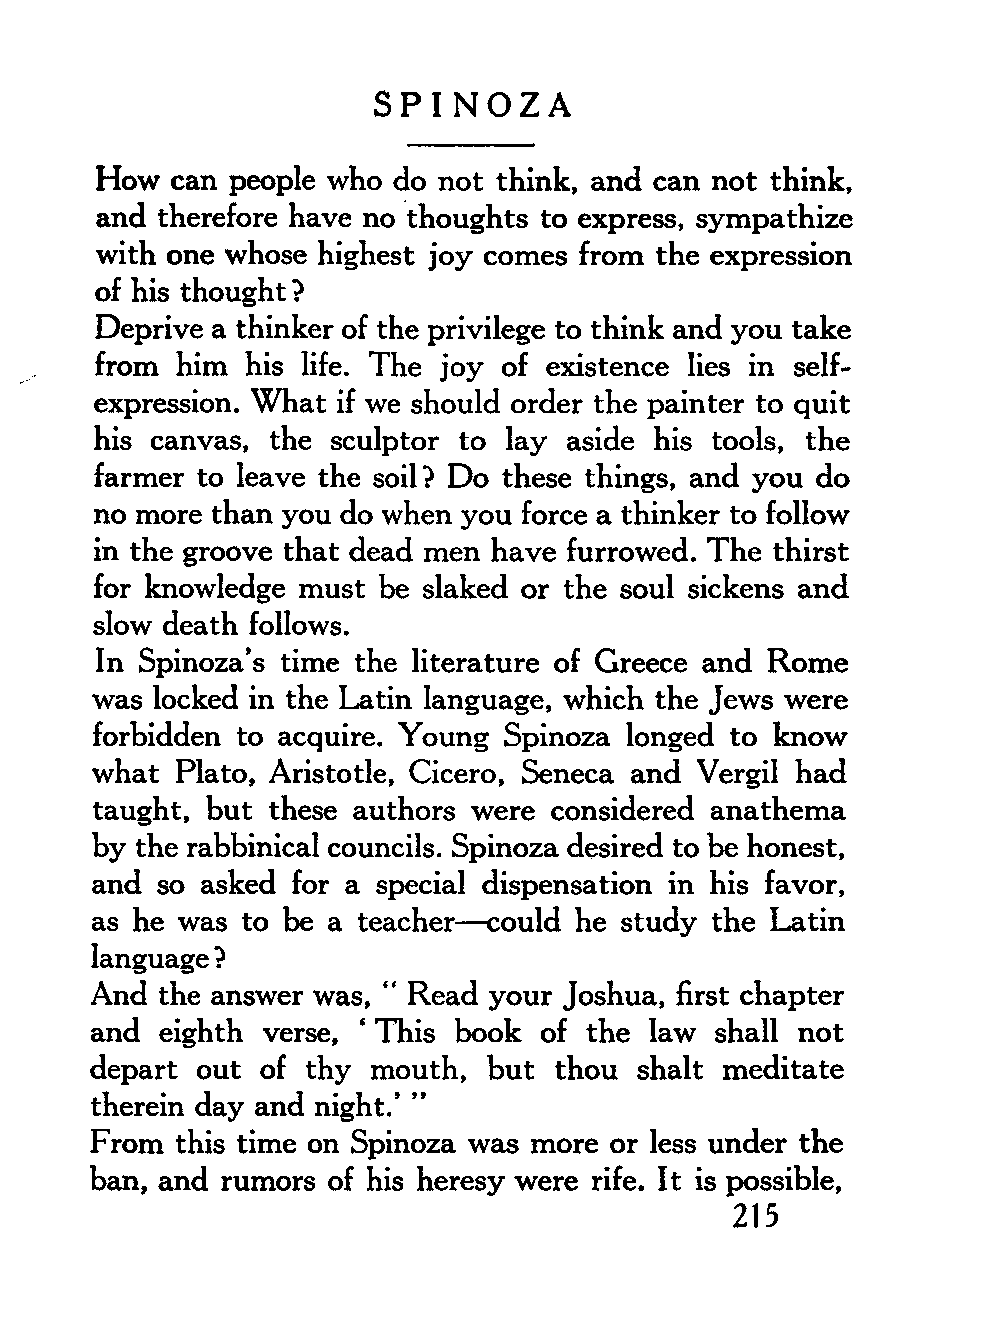 SPINOZA
How can people who do not think, and can not think,
and therefore have no thoughts to express, sympathize
with one whose highest joy comes from the expression
of his thought?
Deprive a thinker of the privilege to think and you take
from him his life. The joy of existence lies in self-
expression. What if we should order the painter to quit
his canvas, the sculptor to lay aside his tools, the
farmer to leave the soil? Do these things, and you do
no more than you do when you force a thinker to follow
in the groove that dead men have furrowed. The thirst
for knowledge must be slaked or the soul sickens and
slow death follows.
In Spinoza's time the literature of Greece and Rome
was locked in the Latin language, which the Jews were
forbidden to acquire. Young Spinoza longed to know
what Plato, Aristotle, Cicero, Seneca and Vergil had
taught, but these authors were considered anathema
by the rabbinical councils. Spinoza desired to be honest,
and so asked for a special dispensation in his favor,
as he was to be a teacher—could he study the Latin
language?
And the answer was, " Read your Joshua, first chapter
and eighth verse, ' This book of the law shall not
depart out of thy mouth, but thou shalt meditate
therein day and night.' "
From this time on Spinoza was more or less under the
ban, and rumors of his heresy were rife. It is possible,
215